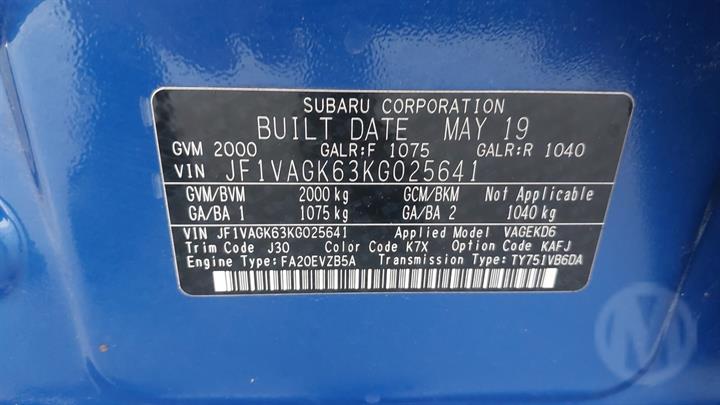 SUBARU CORPORATION
BUILT DATE MAY 19
GVM 2000 GALR:F 1075 GALR:R 1040
VIN JF1VAGK63KG025641
GVM/BVM 2000 kg GCM/BKM Not Applicable
GA/BA 1 1075 kg GA/BA 2 1040 kg
VIN JF1VAGK63KG025641 Applied Model VAGEKD6
Trim Code J30 Color Code K7X Option Code KAFJ
Engine Type: FA20EVZB5A Transmission Type: TY751VB6DA
M